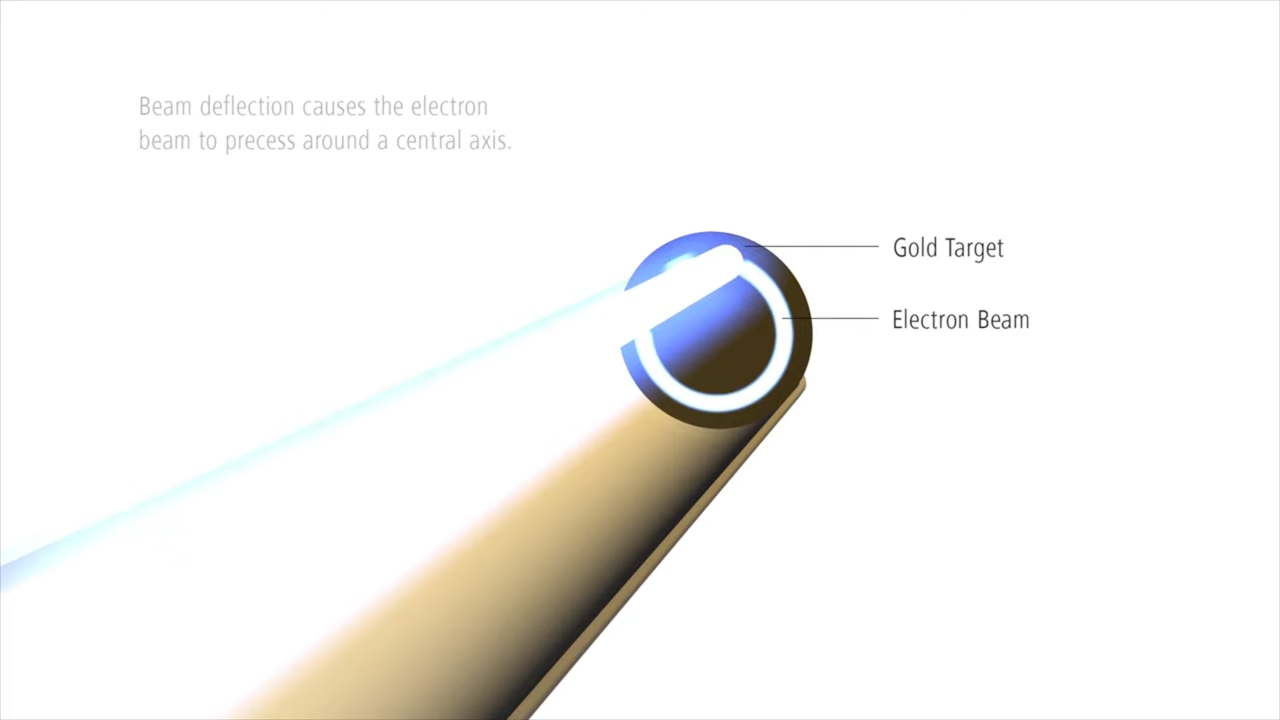 Beam deflection causes the electron
beam to precess around a central axis.
Gold Target
Electron Beam